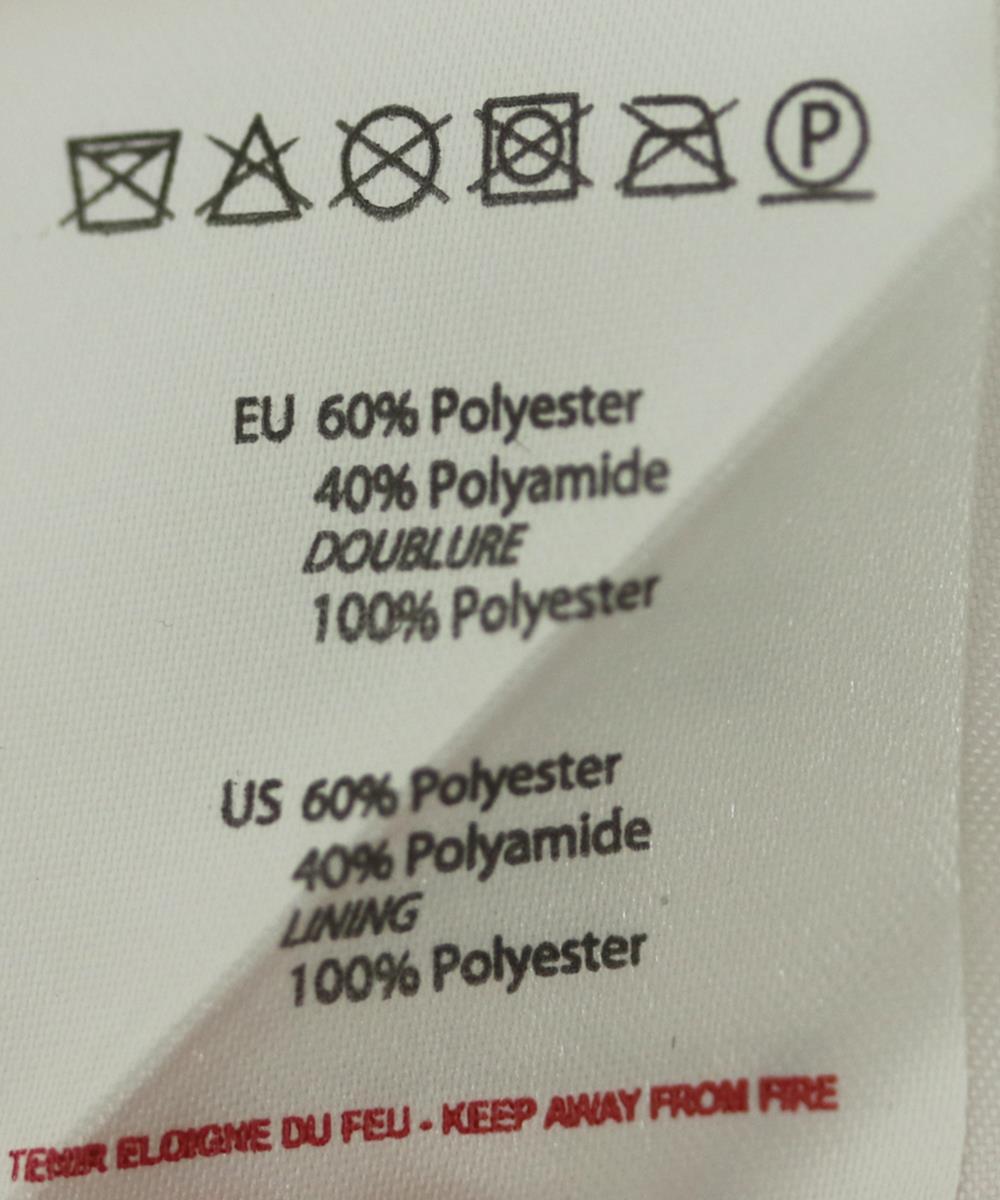 P
EU 60% Polyester
40% Polyamide
DOUBLURE
100% Polyester
US 60% Polyester
40% Polyamide
LINING
100% Polyester
TENIR ELOIGNE DU FEU - KEEP AWAY FROM FIRE